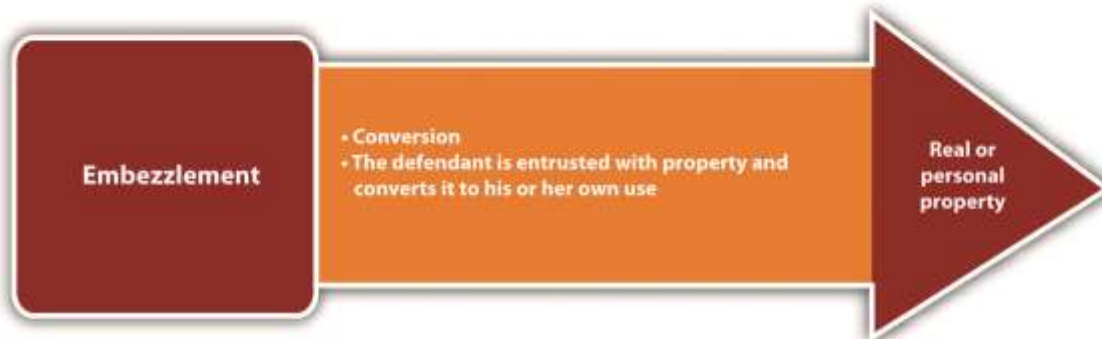 Embezzlement
• Conversion
• The defendant is entrusted with property and
converts it to his or her own use
Real or
personal
property